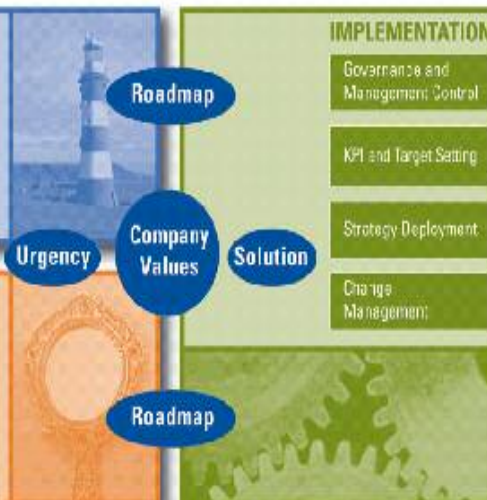 IMPLEMENTATION
Governance and
Management Control
KPI and Target Setting
Strategy Deployment
Change
Management
Roadmap
Urgency
Company
Values
Solution
Roadmap